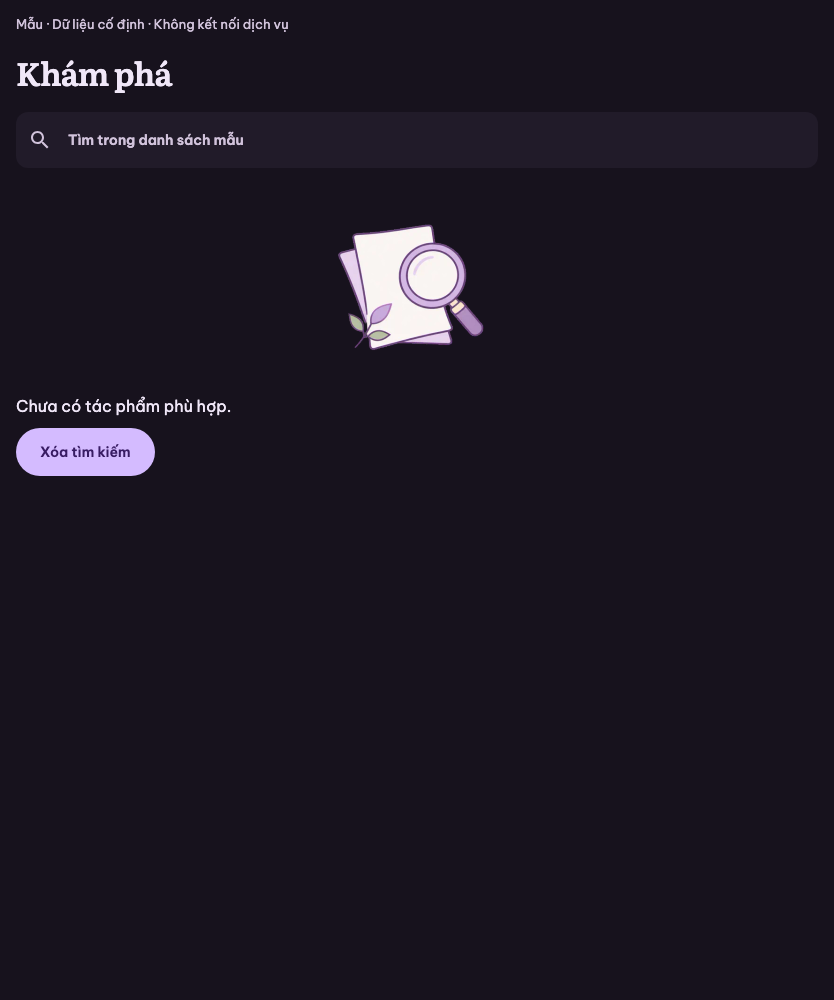 Mẫu · Dữ liệu cố định · Không kết nối dịch vụ
Khám phá
Tìm trong danh sách mẫu
Chưa có tác phẩm phù hợp.
Xóa tìm kiếm